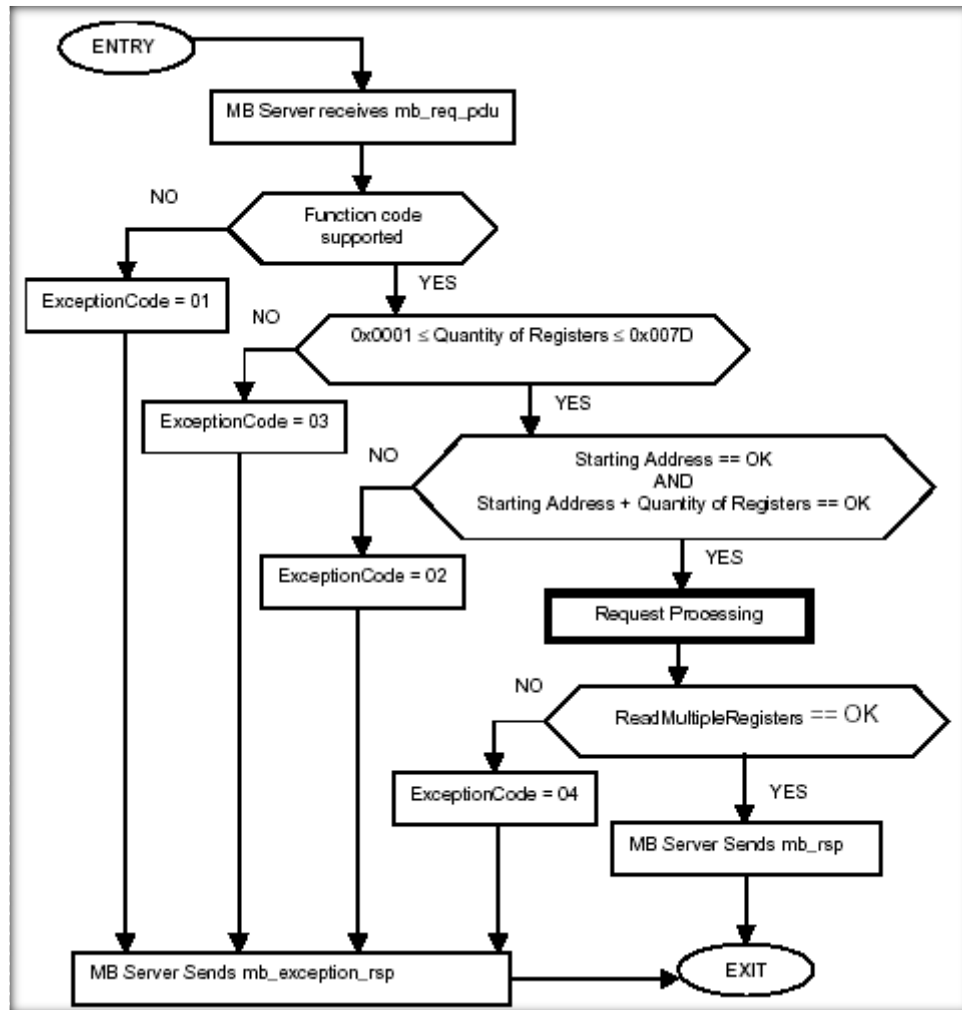 ENTRY
MB Server receives mb_req_pdu
NO
Function code
supported
YES
ExceptionCode = 01
NO
0x0001 ≤ Quantity of Registers ≤ 0x007D
YES
ExceptionCode = 03
NO
Starting Address == OK
AND
Starting Address + Quantity of Registers == OK
YES
ExceptionCode = 02
Request Processing
NO
ReadMultipleRegisters == OK
YES
ExceptionCode = 04
MB Server Sends mb_rsp
MB Server Sends mb_exception_rsp
EXIT